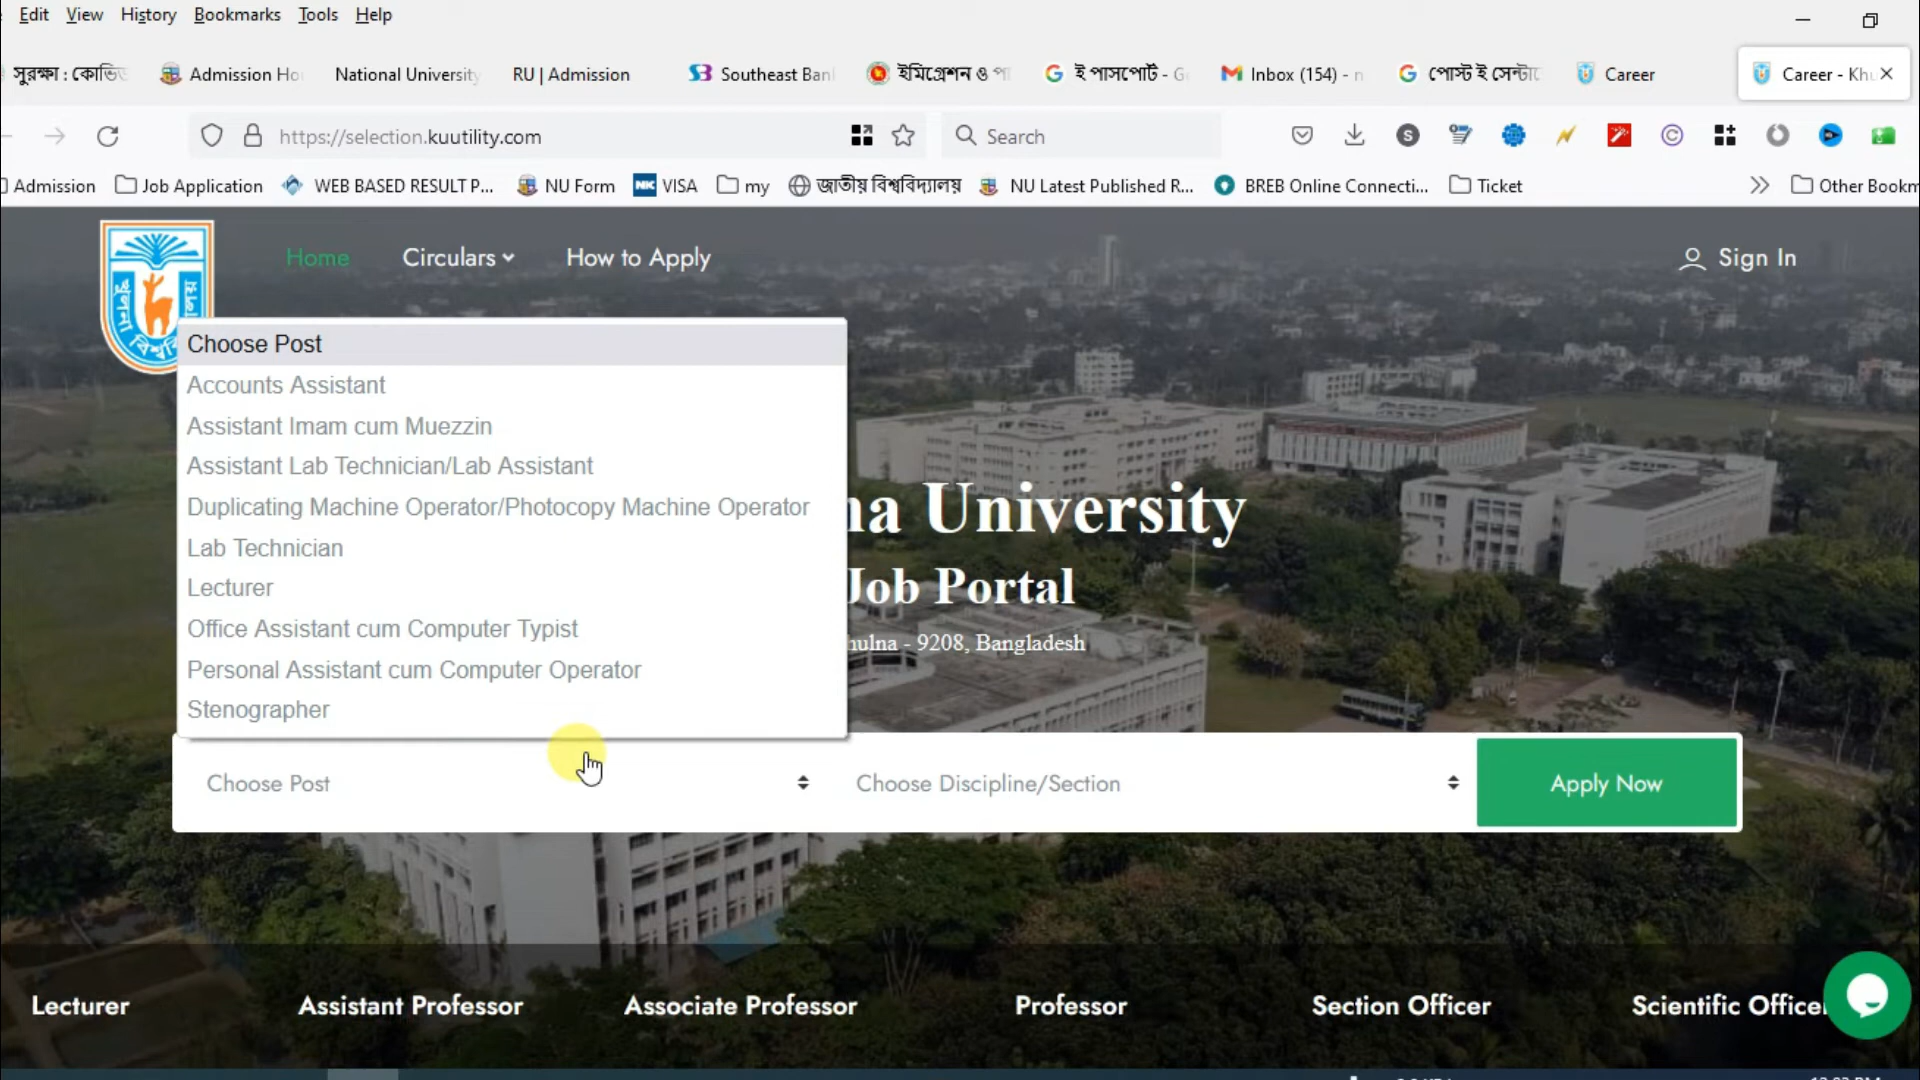 Edit View History Bookmarks Tools Help
সুরক্ষা : কোভিড
Admission Ho
National University
RU | Admission
Southeast Ban
ইমিগ্রেশন ও পা
ই পাসপোর্ট - G
Inbox (154) - n
পোস্ট ই সেন্টা
Career
Career - Khu
https://selection.kuutility.com
Search
Admission
Job Application
WEB BASED RESULT P...
NU Form
VISA
my
জাতীয় বিশ্ববিদ্যালয়
NU Latest Published R...
BREB Online Connecti...
Ticket
Other Bookm
Home
Circulars
How to Apply
Sign In
Choose Post
Accounts Assistant
Assistant Imam cum Muezzin
Assistant Lab Technician/Lab Assistant
Duplicating Machine Operator/Photocopy Machine Operator
Lab Technician
Lecturer
Office Assistant cum Computer Typist
Personal Assistant cum Computer Operator
Stenographer
na University
Job Portal
hulna - 9208, Bangladesh
Choose Post
Choose Discipline/Section
Apply Now
Lecturer
Assistant Professor
Associate Professor
Professor
Section Officer
Scientific Officer